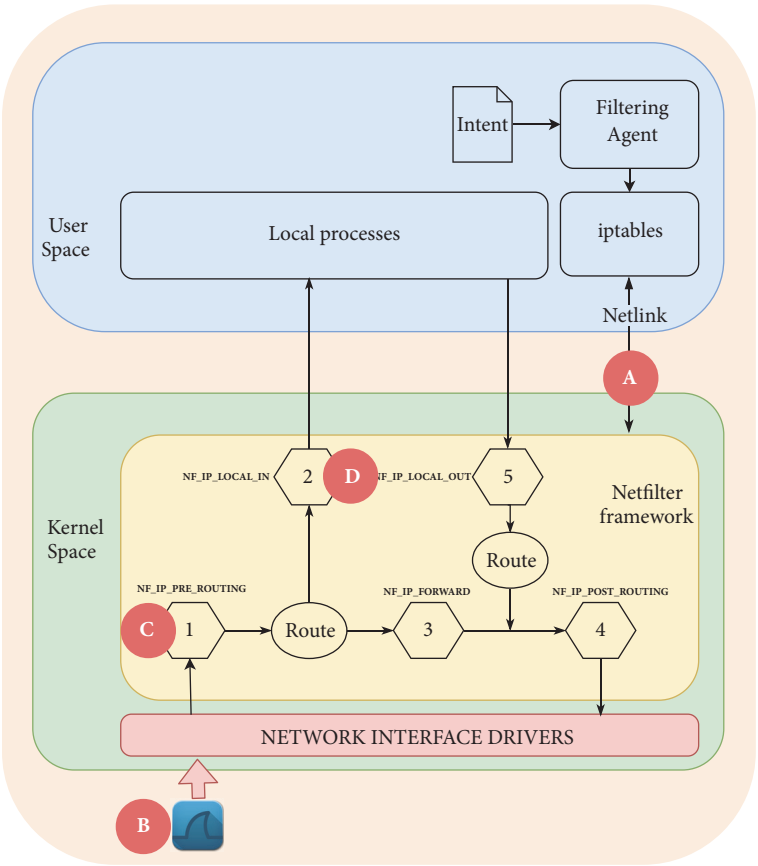 Intent
Filtering
Agent
User
Space
Local processes
iptables
Netlink
A
NF_IP_LOCAL_IN
2
D
NF_IP_LOCAL_OUT
5
Netfilter
framework
Kernel
Space
Route
NF_IP_PRE_ROUTING
NF_IP_FORWARD
NF_IP_POST_ROUTING
C
1
Route
3
4
NETWORK INTERFACE DRIVERS
B